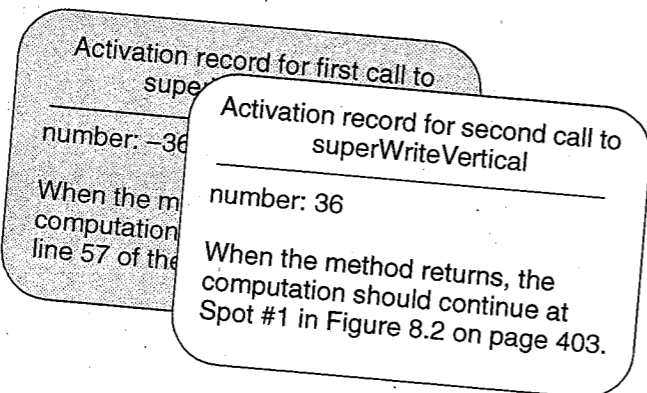 Activation record for first call to
super
number: –36
When the m
computation
line 57 of the
Activation record for second call to
superWriteVertical
number: 36
When the method returns, the
computation should continue at
Spot #1 in Figure 8.2 on page 403.